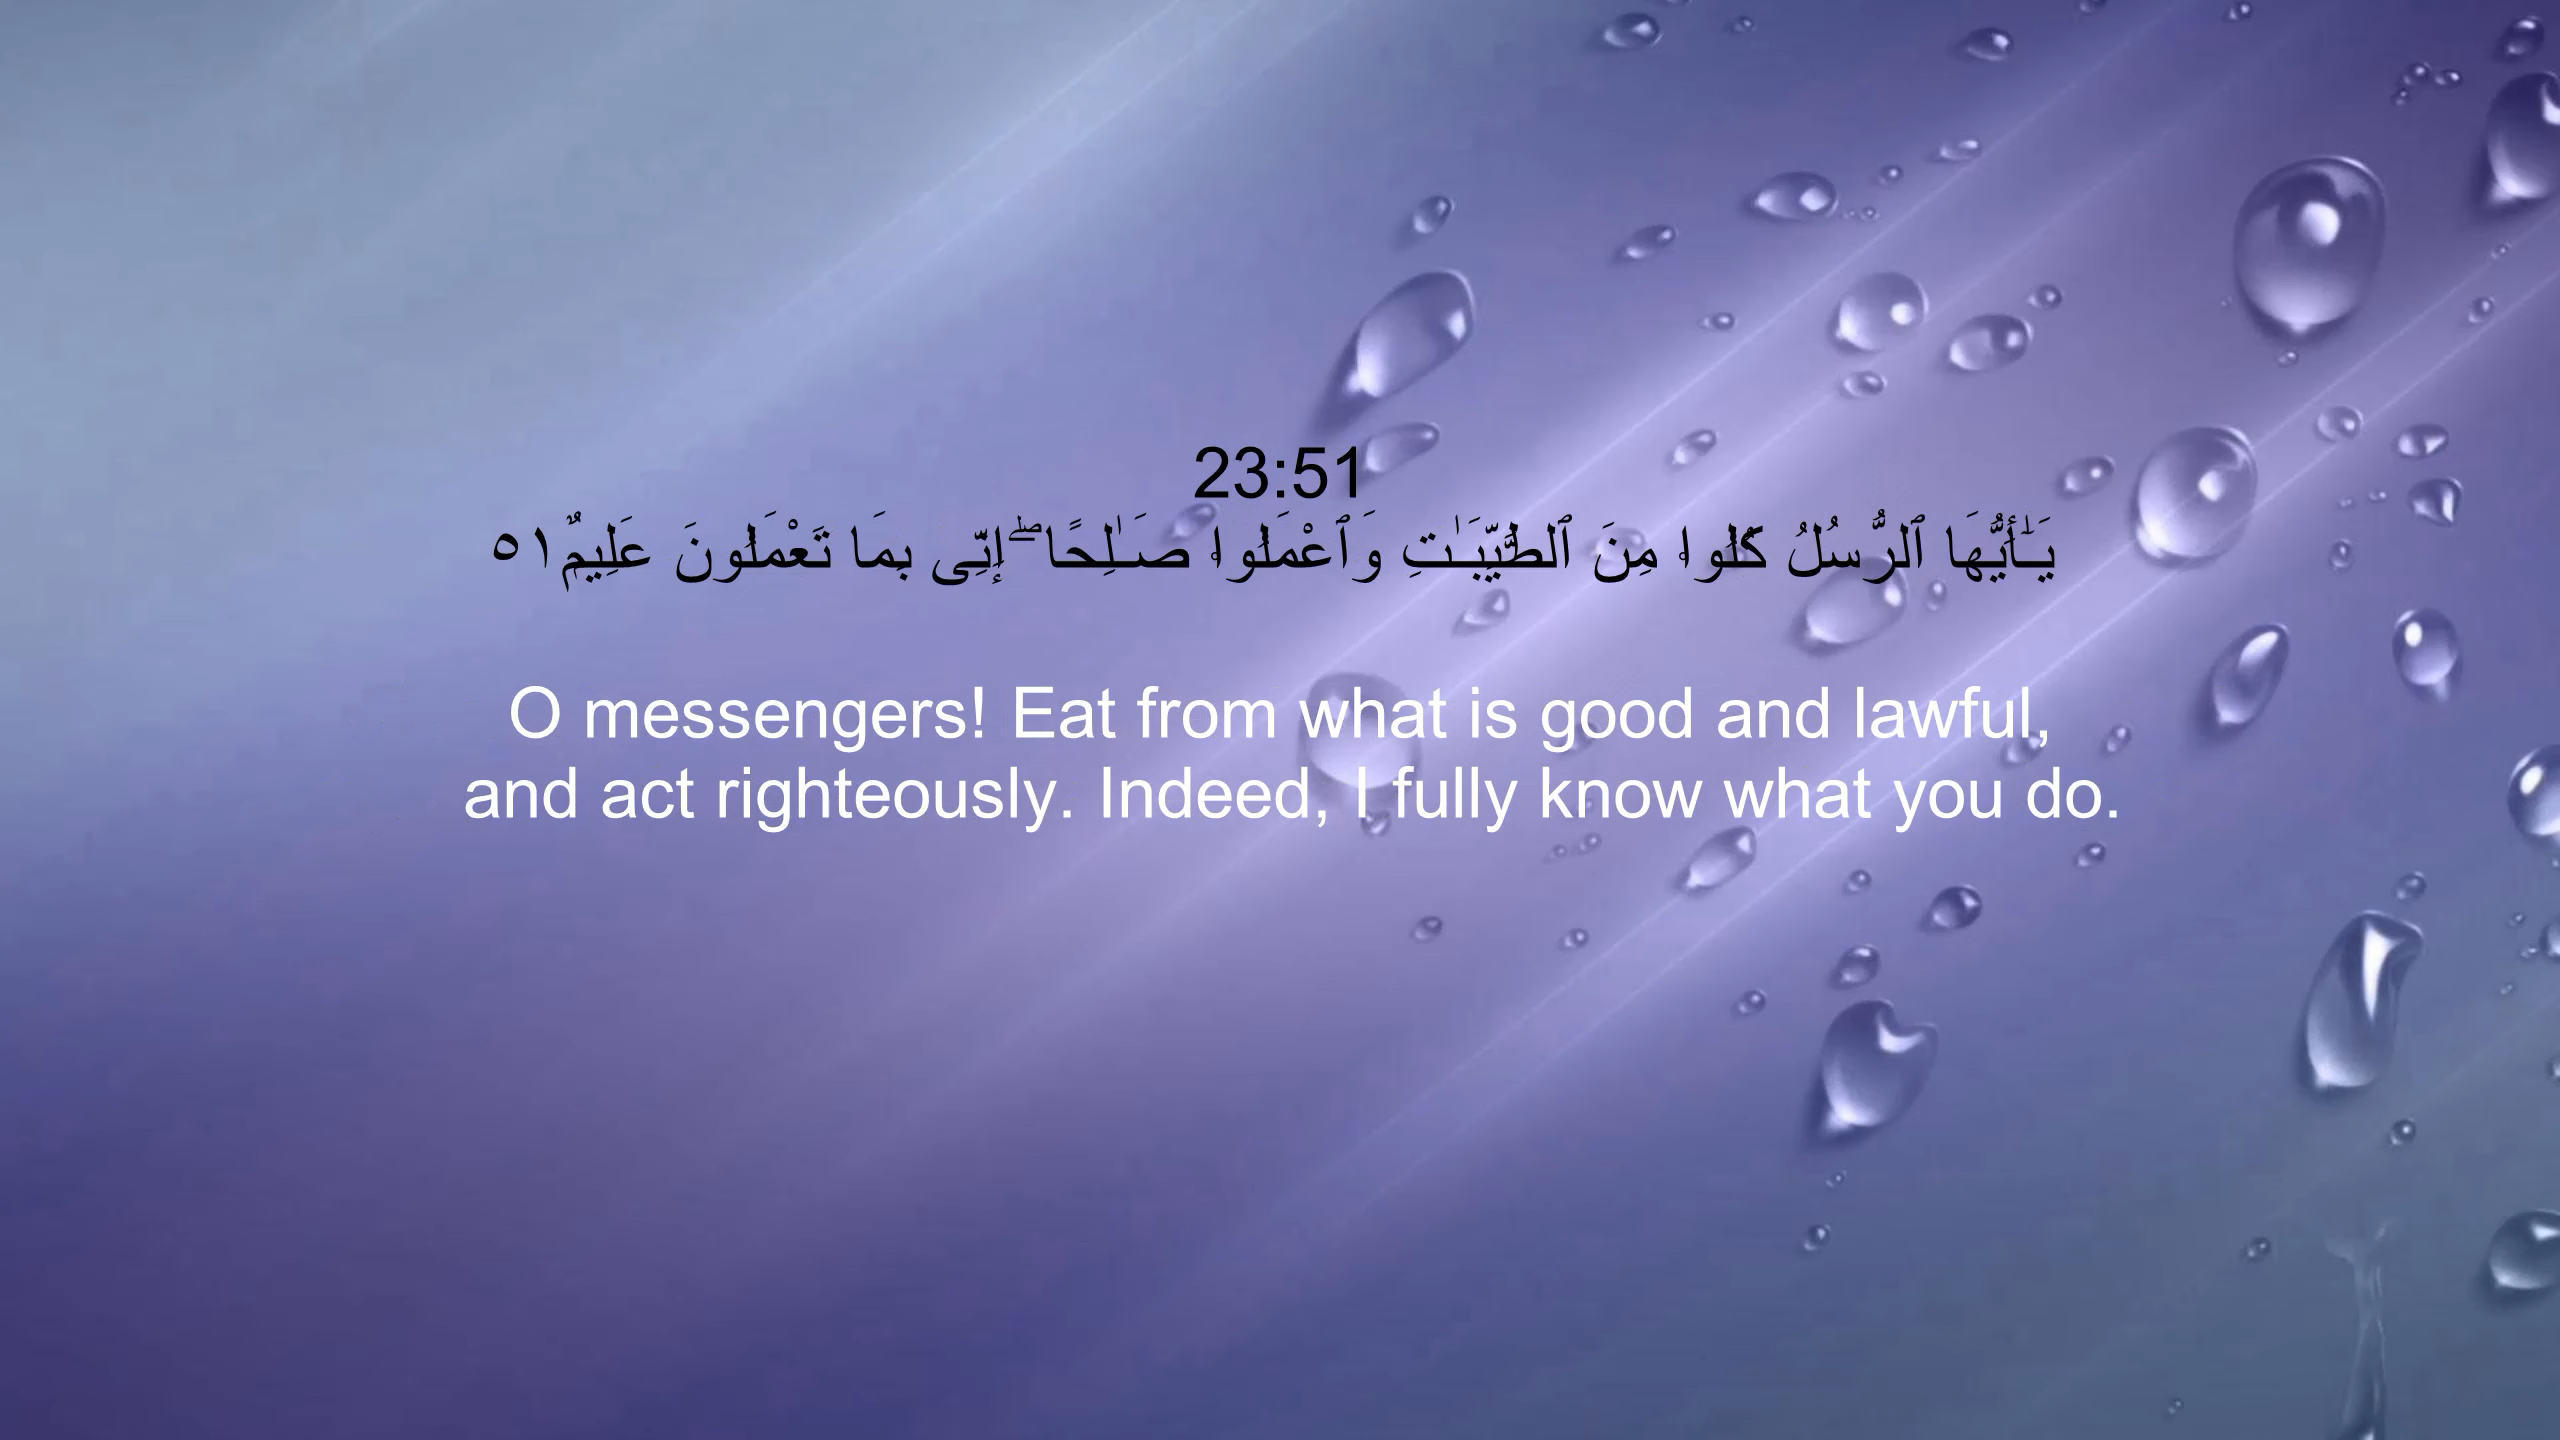 23:51
يَـٰٓأَيُّهَا ٱلرُّسُلُ كُلُوا۟ مِنَ ٱلطَّيِّبَـٰتِ وَٱعْمَلُوا۟ صَـٰلِحًا ۖ إِنِّى بِمَا تَعْمَلُونَ عَلِيمٌۭ ٥١
O messengers! Eat from what is good and lawful,
and act righteously. Indeed, I fully know what you do.